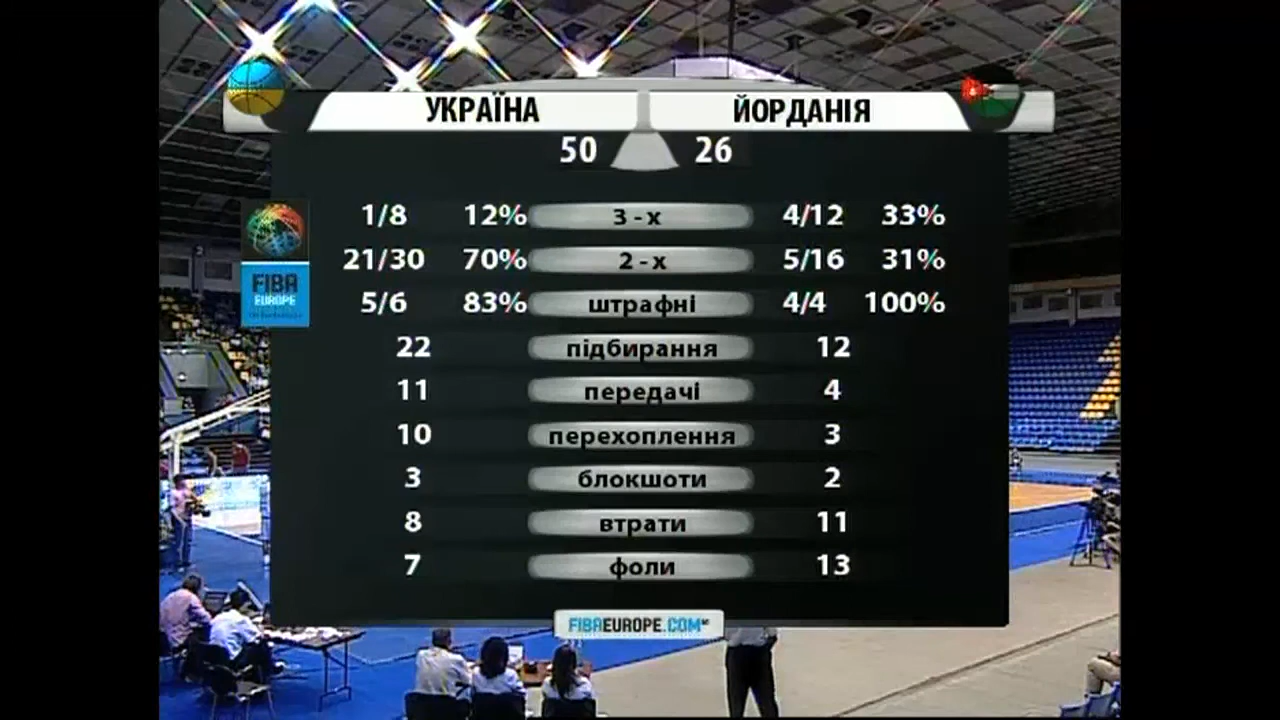 УКРАЇНА ЙОРДАНІЯ
50 26
1/8 12% 3 - х 4/12 33%
21/30 70% 2 - х 5/16 31%
FIBA
EUROPE
5/6 83% штрафні 4/4 100%
22 підбирання 12
11 передачі 4
10 перехоплення 3
3 блокшоти 2
8 втрати 11
7 фоли 13
FIBAEUROPE.COM